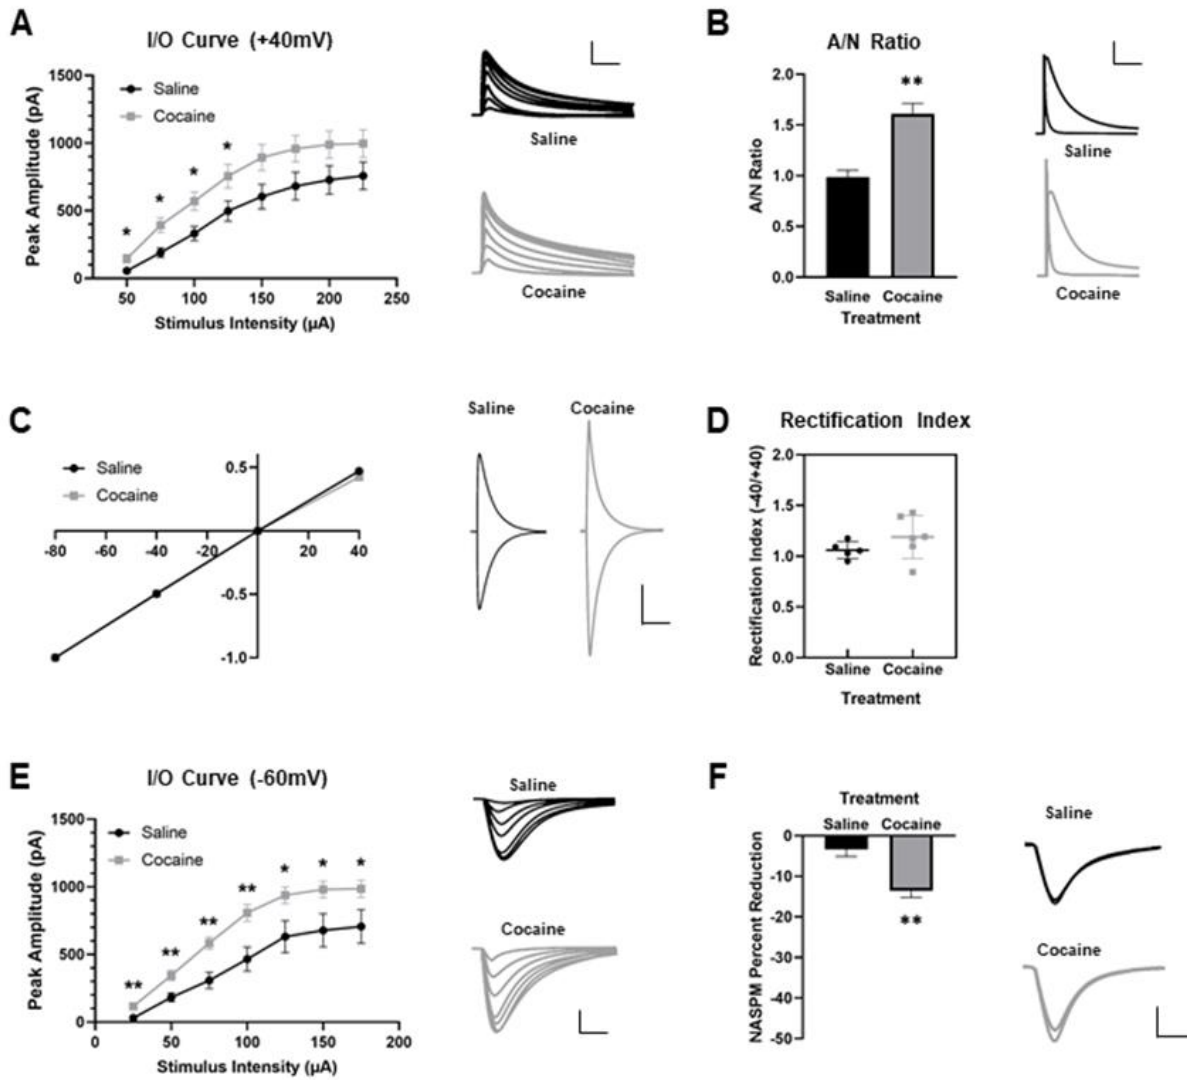 A
I/O Curve (+40mV)
Peak Amplitude (pA)
1500
1000
500
0
Saline
Cocaine
*
*
*
*
50
100
150
200
250
Stimulus Intensity (µA)
Saline
Cocaine
B
A/N Ratio
A/N Ratio
2.0
1.5
1.0
0.5
0.0
**
Saline Cocaine
Treatment
Saline
Cocaine
C
Saline
Cocaine
0.5
-0.5
-1.0
-80 -60 -40 -20 20 40
Saline Cocaine
D
Rectification Index
Rectification Index (-40/+40)
2.0
1.5
1.0
0.5
0.0
Saline Cocaine
Treatment
E
I/O Curve (-60mV)
Peak Amplitude (pA)
1500
1000
500
0
Saline
Cocaine
**
**
**
**
*
*
*
0 50 100 150 200
Stimulus Intensity (µA)
Saline
Cocaine
F
Treatment
Saline Cocaine
NASPM Percent Reduction
0
-10
-20
-30
-40
-50
**
Saline
Cocaine